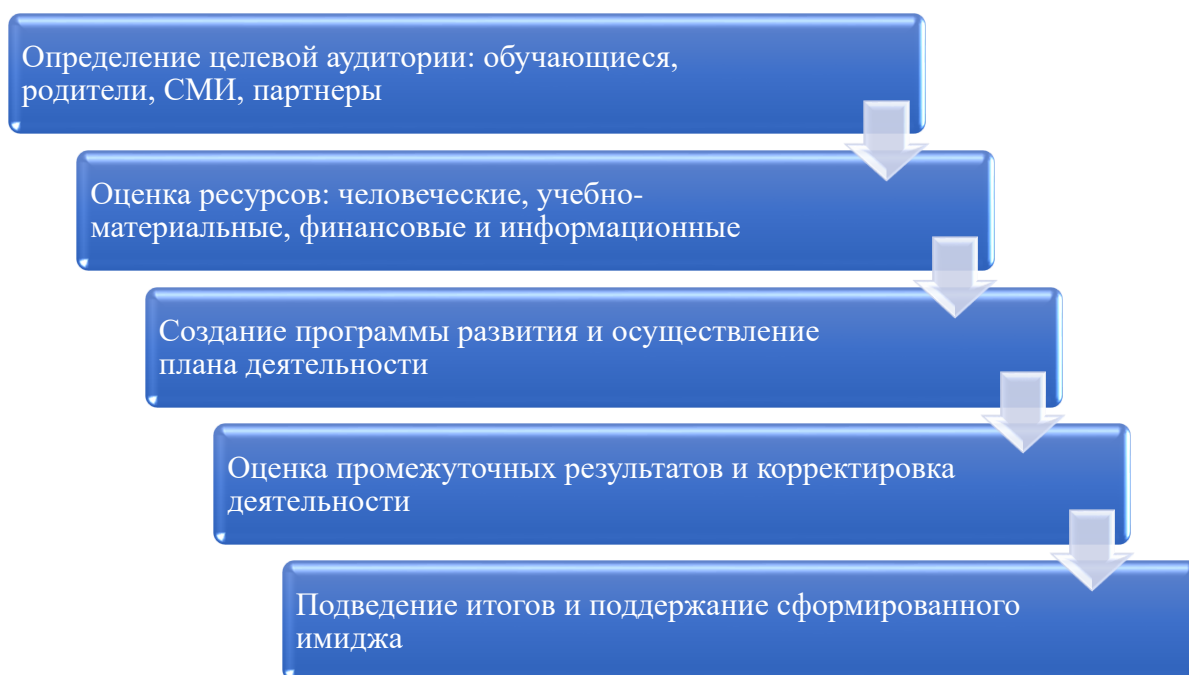 Определение целевой аудитории: обучающиеся,
родители, СМИ, партнеры
Оценка ресурсов: человеческие, учебно-
материальные, финансовые и информационные
Создание программы развития и осуществление
плана деятельности
Оценка промежуточных результатов и корректировка
деятельности
Подведение итогов и поддержание сформированного
имиджа